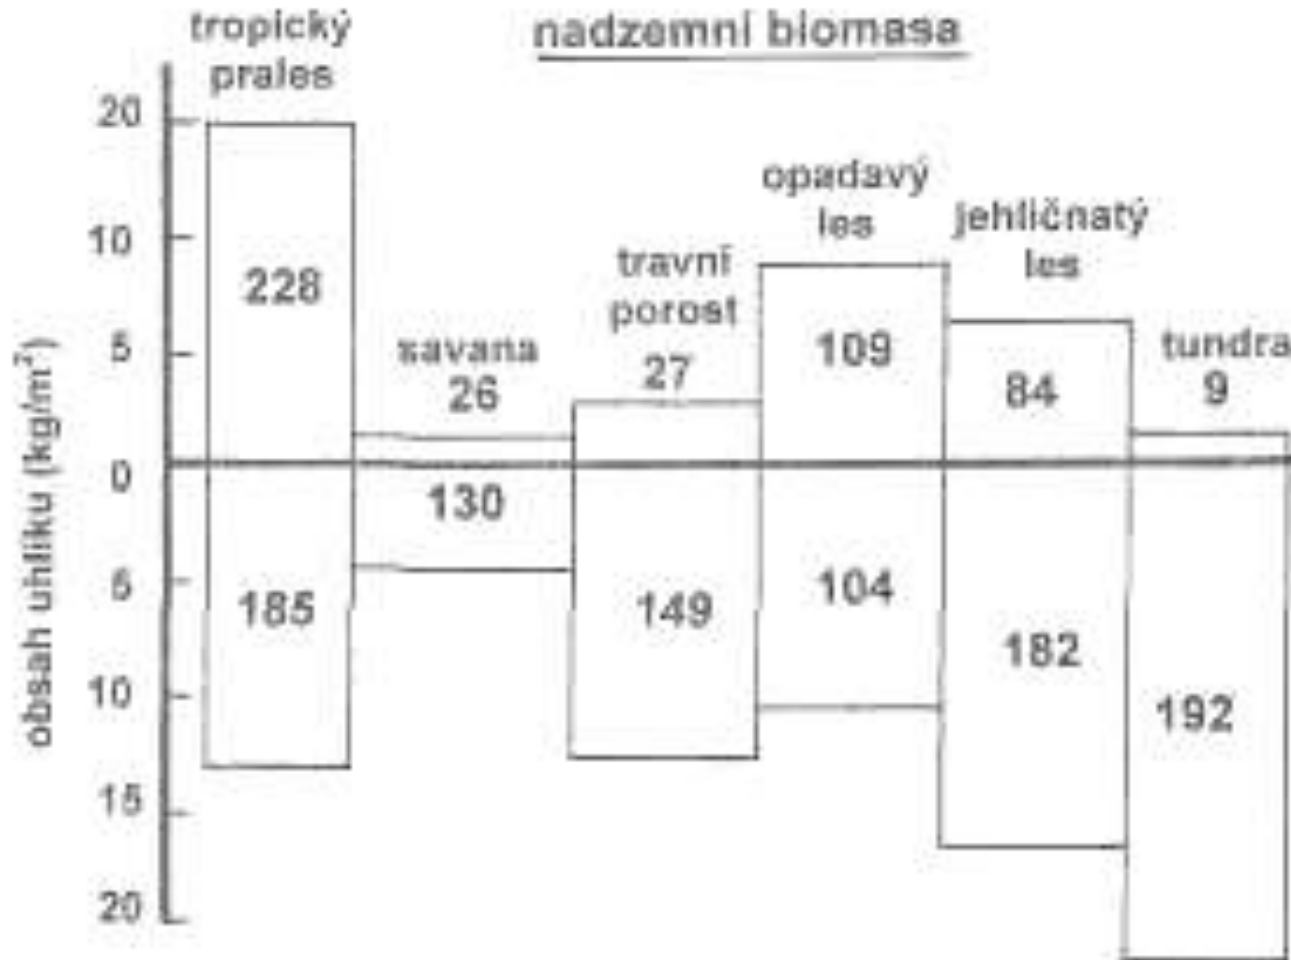 nadzemní biomasa
tropický
prales
opadavý
les
jehličnatý
les
travní
porost
savana
tundra
228
26
27
109
84
9
185
130
149
104
182
192
20
10
5
0
5
10
15
20
obsah uhlíku (kg/m²)